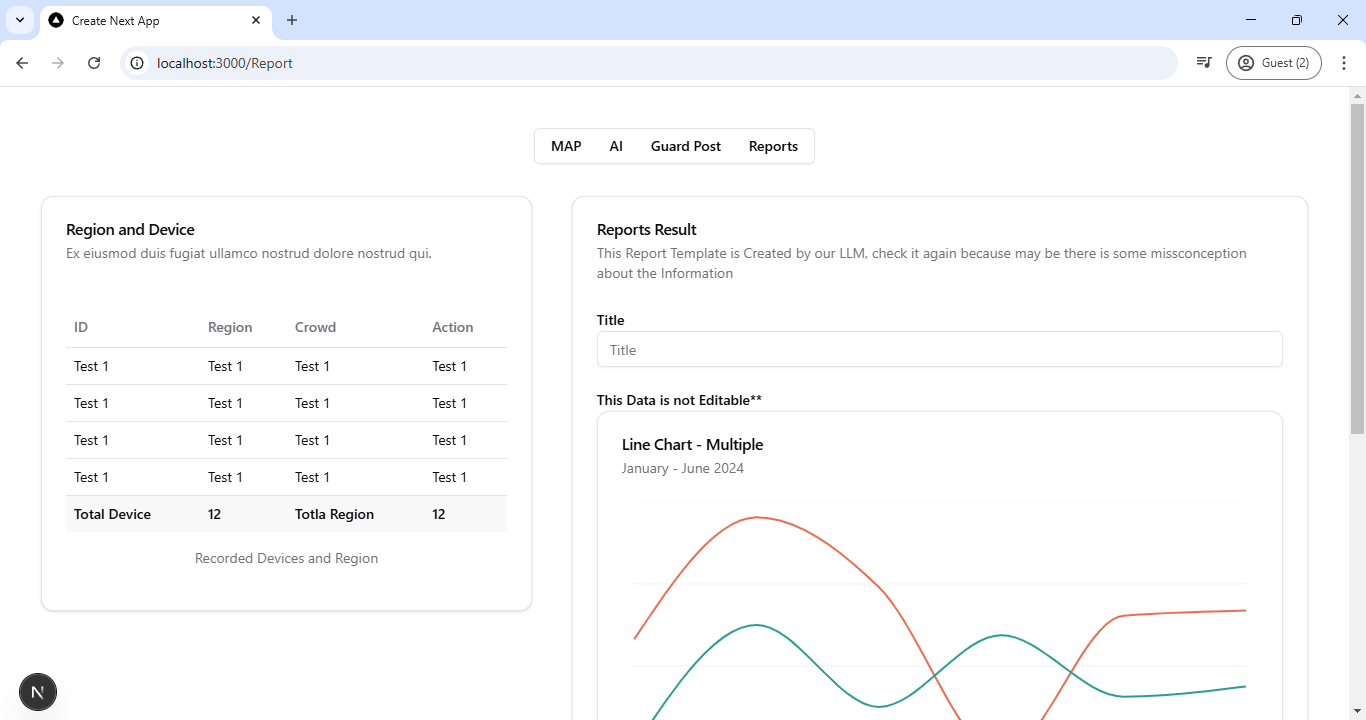 Create Next App
localhost:3000/Report
Guest (2)
MAP AI Guard Post Reports
Region and Device
Ex eiusmod duis fugiat ullamco nostrud dolore nostrud qui.
ID Region Crowd Action
Test 1 Test 1 Test 1 Test 1
Test 1 Test 1 Test 1 Test 1
Test 1 Test 1 Test 1 Test 1
Test 1 Test 1 Test 1 Test 1
Total Device 12 Totla Region 12
Recorded Devices and Region
Reports Result
This Report Template is Created by our LLM, check it again because may be there is some missconception
about the Information
Title
Title
This Data is not Editable**
Line Chart - Multiple
January - June 2024
N